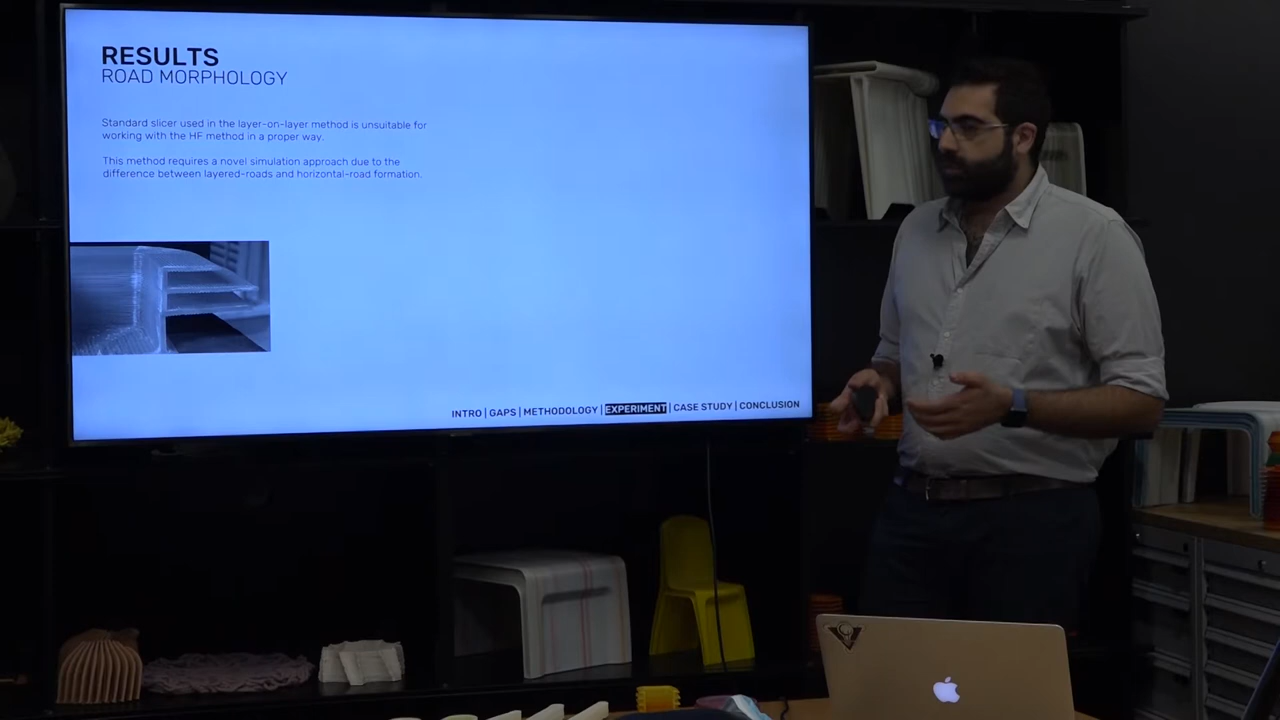 RESULTS
ROAD MORPHOLOGY
Standard slicer used in the layer-on-layer method is unsuitable for
working with the HF method in a proper way.
This method requires a novel simulation approach due to the
difference between layered-roads and horizontal-road formation.
INTRO | GAPS | METHODOLOGY | EXPERIMENT | CASE STUDY | CONCLUSION